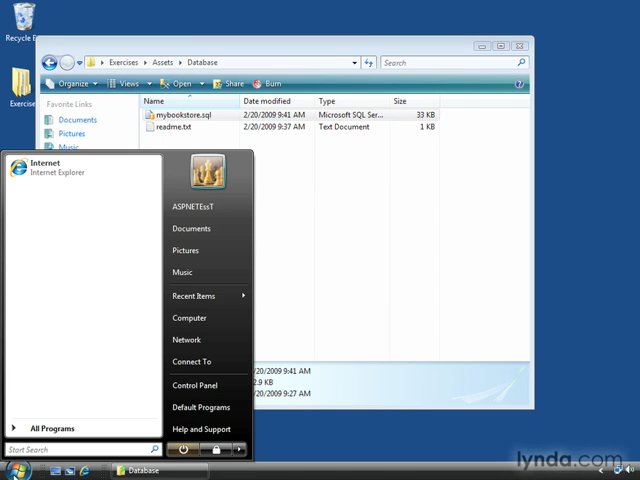 Recycle
Exercises
Exercises
Assets
Database
Search
Organize
Views
Open
Share
Burn
Favorite Links
Name
Date modified
Type
Size
Documents
mybookstore.sql
2/20/2009 9:41 AM
Microsoft SQL Ser...
33 KB
Pictures
readme.txt
2/20/2009 9:37 AM
Text Document
1 KB
Music
Internet
Internet Explorer
ASPNETEssT
Documents
Pictures
Music
Recent Items
Computer
Network
Connect To
Control Panel
Default Programs
Help and Support
/20/2009 9:41 AM
2.9 KB
/20/2009 9:27 AM
All Programs
Start Search
Database
lynda.com